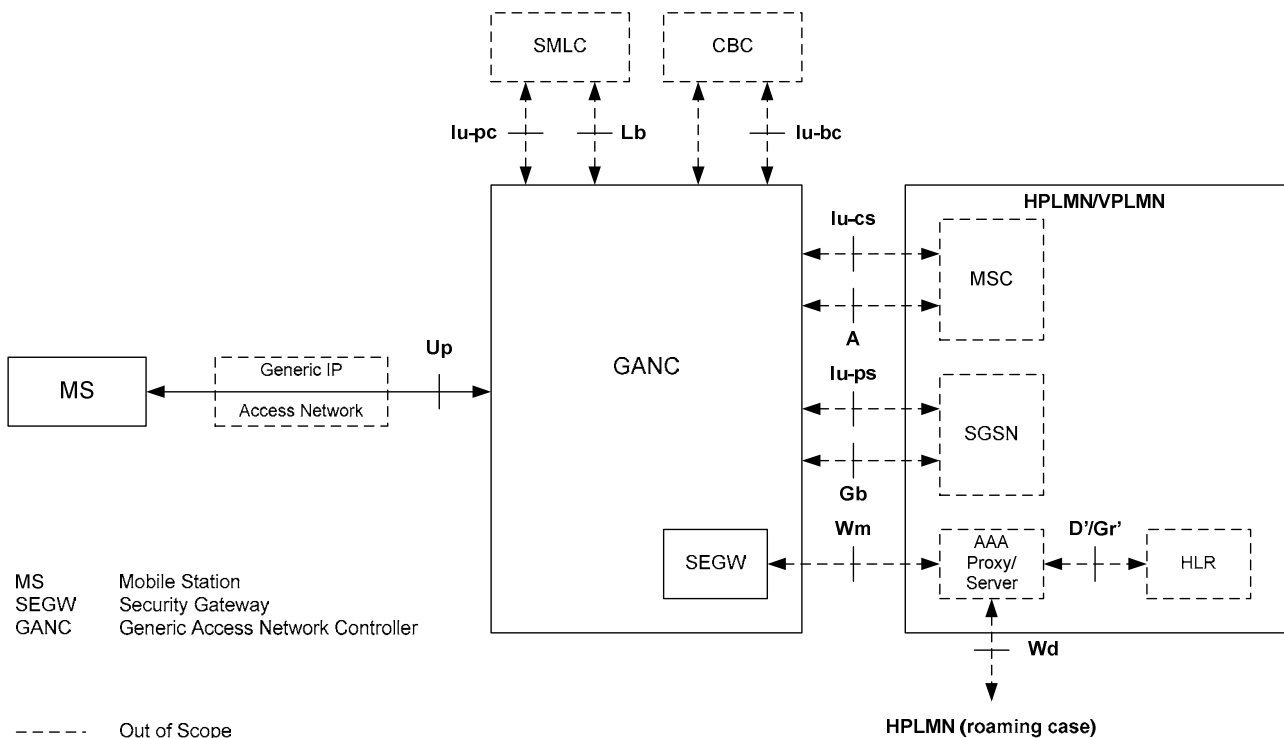 SMLC
CBC
Iu-pc
Lb
Iu-bc
HPLMN/VPLMN
Iu-cs
MSC
A
Up
GANC
Iu-ps
MS
Generic IP
Access Network
SGSN
Gb
Wm
D'/Gr'
SEGW
AAA
Proxy/
Server
HLR
MS Mobile Station
SEGW Security Gateway
GANC Generic Access Network Controller
Wd
Out of Scope
HPLMN (roaming case)